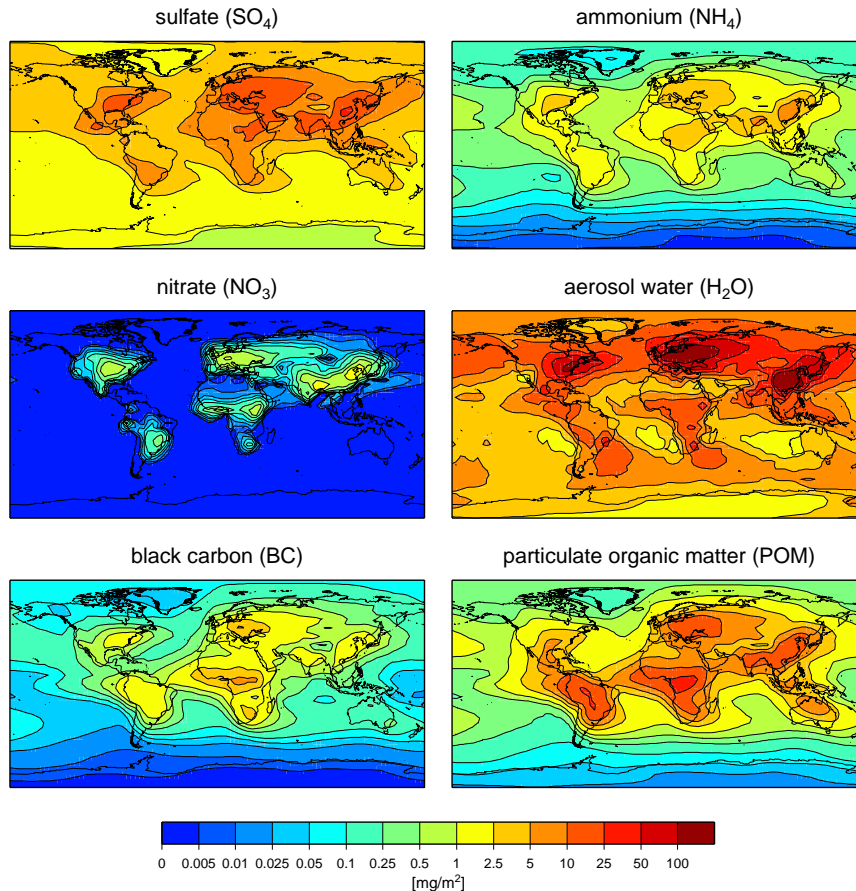 sulfate (SO₄)
ammonium (NH₄)
nitrate (NO₃)
aerosol water (H₂O)
black carbon (BC)
particulate organic matter (POM)
0 0.005 0.01 0.025 0.05 0.1 0.25 0.5 1 2.5 5 10 25 50 100
[mg/m²]